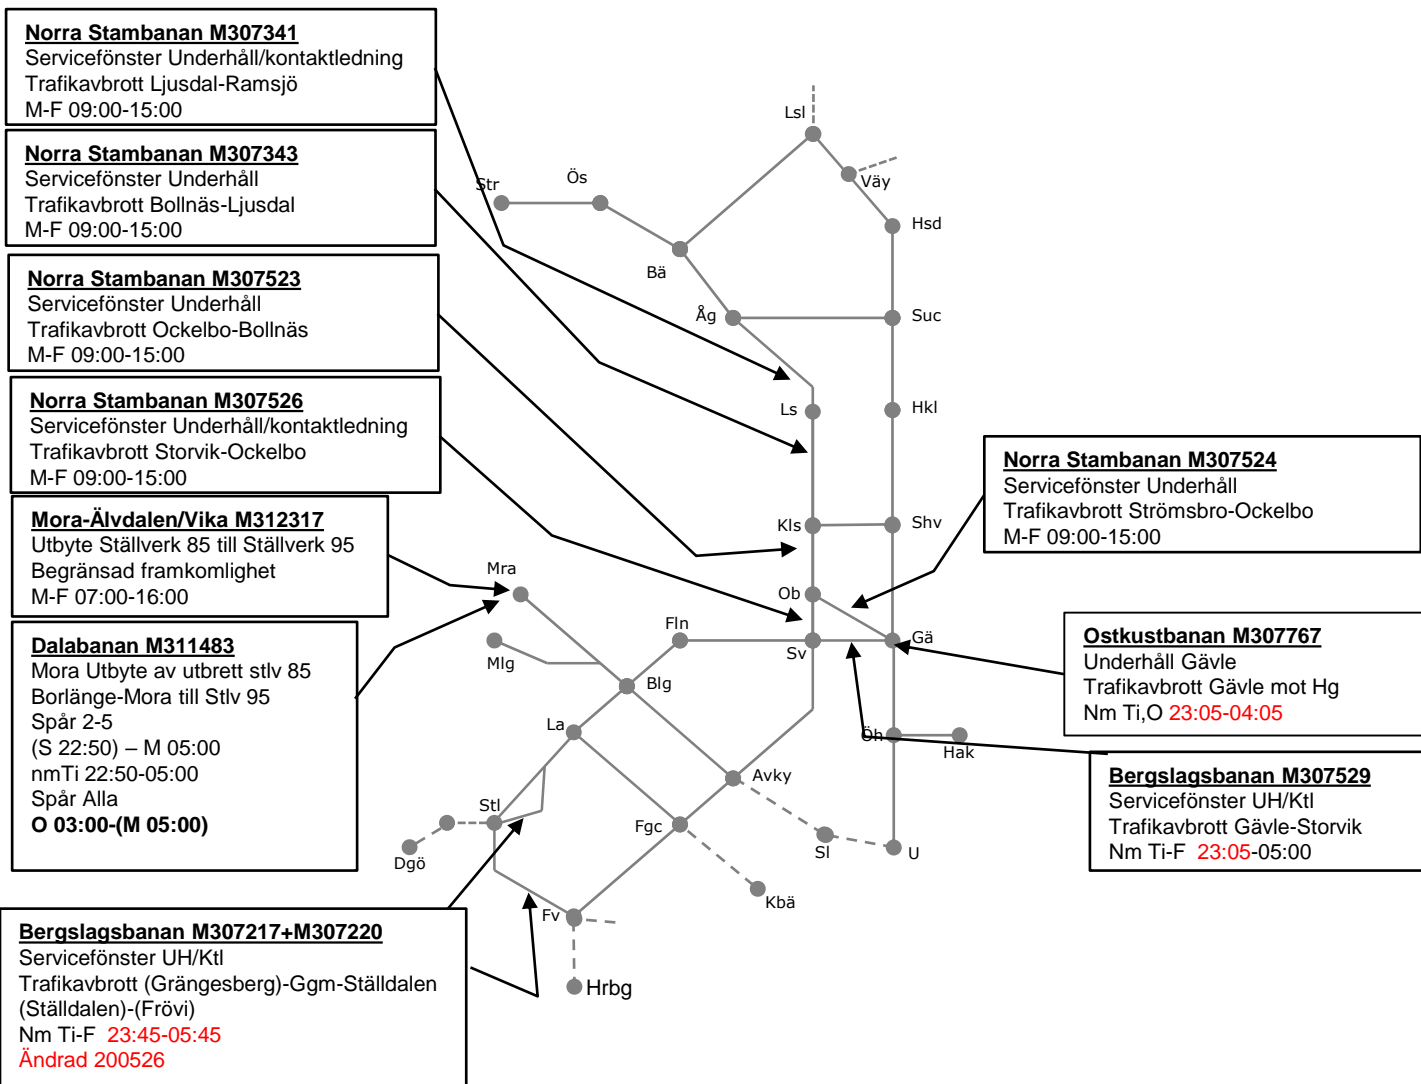 Norra Stambanan M307341
Servicefönster Underhåll/kontaktledning
Trafikavbrott Ljusdal-Ramsjö
M-F 09:00-15:00
Norra Stambanan M307343
Servicefönster Underhåll
Trafikavbrott Bollnäs-Ljusdal
M-F 09:00-15:00
Norra Stambanan M307523
Servicefönster Underhåll
Trafikavbrott Ockelbo-Bollnäs
M-F 09:00-15:00
Norra Stambanan M307526
Servicefönster Underhåll/kontaktledning
Trafikavbrott Storvik-Ockelbo
M-F 09:00-15:00
Mora-Älvdalen/Vika M312317
Utbyte Ställverk 85 till Ställverk 95
Begränsad framkomlighet
M-F 07:00-16:00
Dalabanan M311483
Mora Utbyte av utbrett stlv 85
Borlänge-Mora till Stlv 95
Spår 2-5
(S 22:50) – M 05:00
nmTi 22:50-05:00
Spår Alla
O 03:00-(M 05:00)
Bergslagsbanan M307217+M307220
Servicefönster UH/Ktl
Trafikavbrott (Grängesberg)-Ggm-Ställdalen
(Ställdalen)-(Frövi)
Nm Ti-F 23:45-05:45
Ändrad 200526
Lsl
Väy
Str
Ös
Hsd
Bä
Åg
Suc
Ls
Hkl
Kls
Shv
Mra
Ob
Fln
Sv
Gä
Mlg
Blg
La
Öh
Hak
Avky
Stl
Fgc
Sl
U
Dgö
Kbä
Fv
Hrbg
Norra Stambanan M307524
Servicefönster Underhåll
Trafikavbrott Strömsbro-Ockelbo
M-F 09:00-15:00
Ostkustbanan M307767
Underhåll Gävle
Trafikavbrott Gävle mot Hg
Nm Ti,O 23:05-04:05
Bergslagsbanan M307529
Servicefönster UH/Ktl
Trafikavbrott Gävle-Storvik
Nm Ti-F 23:05-05:00